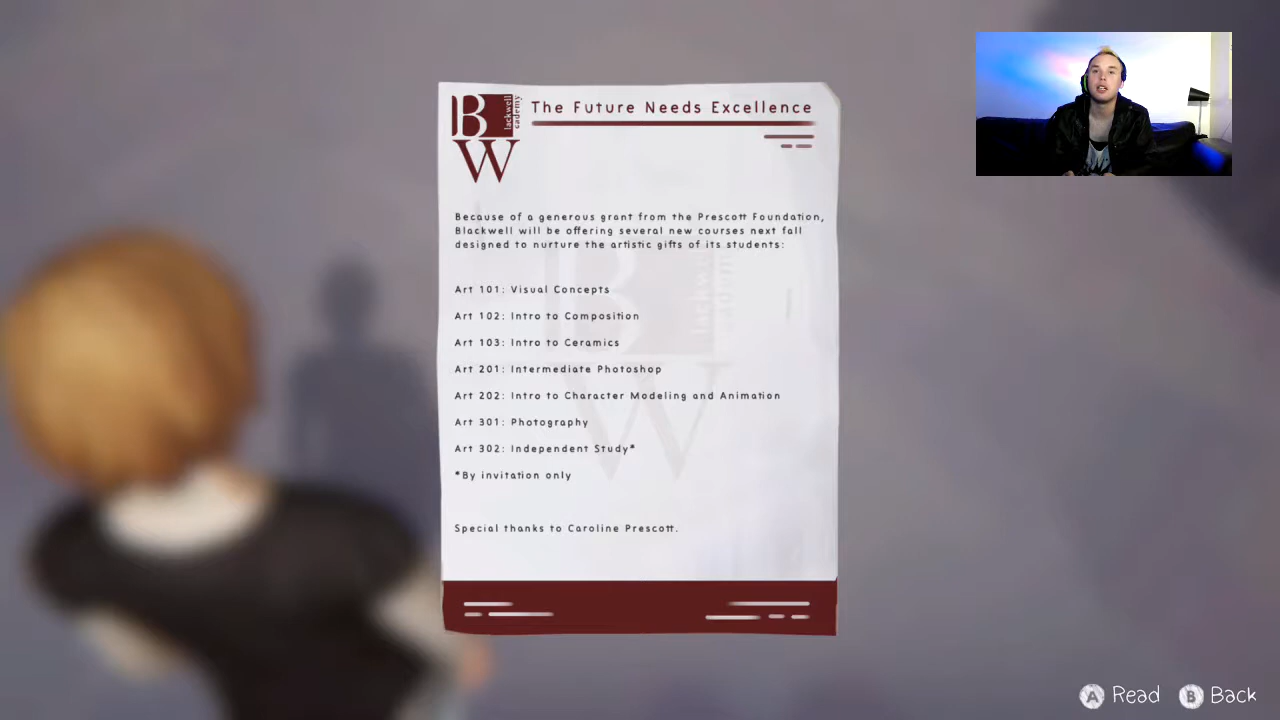 B lackwell cademy
W
The Future Needs Excellence
Because of a generous grant from the Prescott Foundation,
Blackwell will be offering several new courses next fall
designed to nurture the artistic gifts of its students:
Art 101: Visual Concepts
Art 102: Intro to Composition
Art 103: Intro to Ceramics
Art 201: Intermediate Photoshop
Art 202: Intro to Character Modeling and Animation
Art 301: Photography
Art 302: Independent Study*
*By invitation only
Special thanks to Caroline Prescott.
A Read B Back